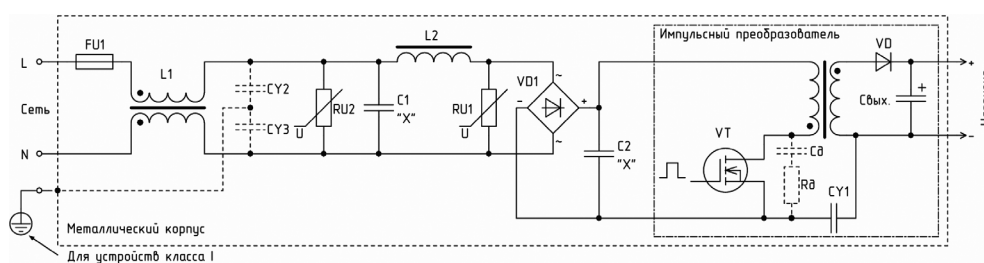 Импульсный преобразователь
FU1
L1
L2
VD1
VD
L
Сеть
N
CY2
CY3
RU2
U
C1
"X"
RU1
U
~
~
-
+
C2
"X"
VT
Cд
Rд
CY1
Cвых.
+
+
-
Металлический корпус
Для устройств класса I